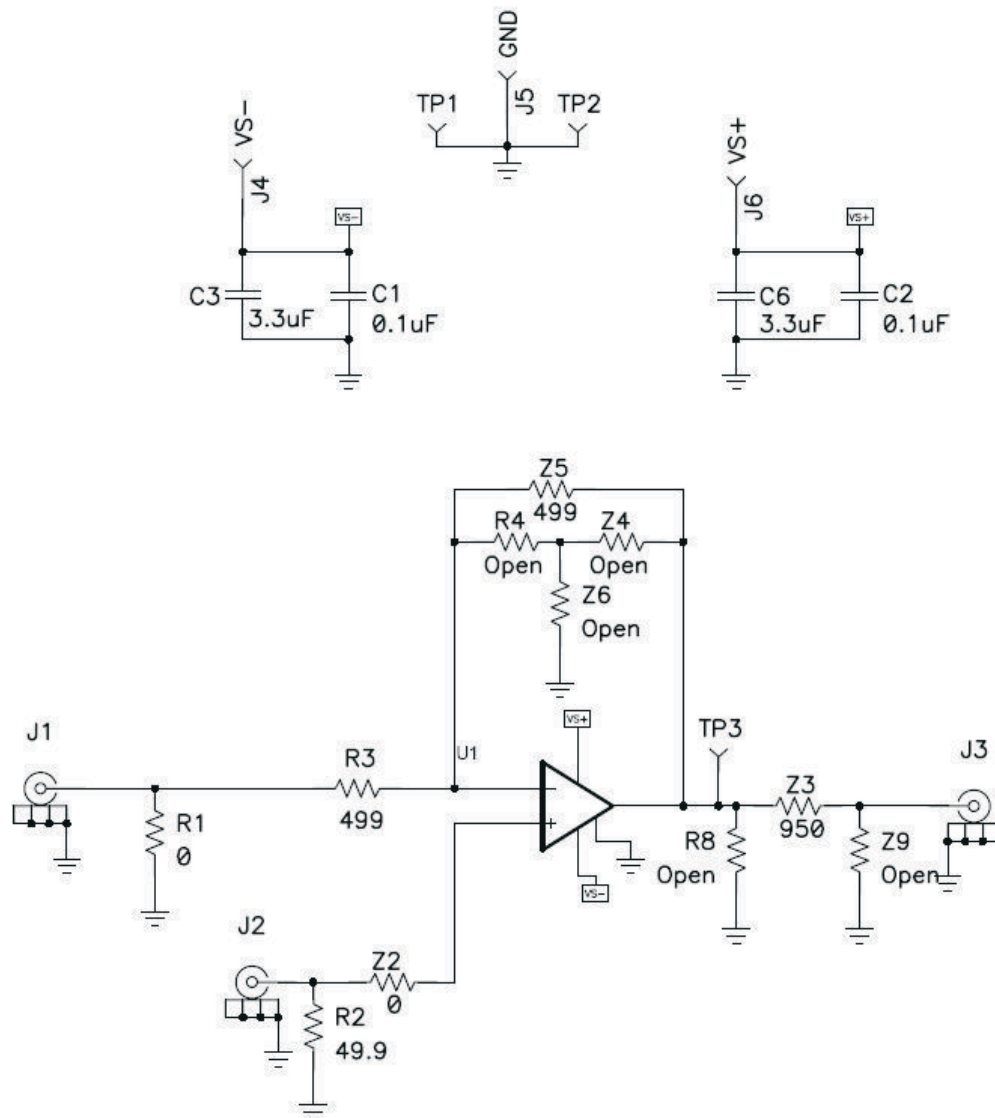 GND
J5
TP1
TP2
VS-
J4
VS-
C3
3.3uF
C1
0.1uF
VS+
J6
VS+
C6
3.3uF
C2
0.1uF
Z5
499
R4
Open
Z4
Open
Z6
Open
J1
R1
0
R3
499
U1
VS+
-
+
VS-
TP3
R8
Open
Z3
950
Z9
Open
J3
J2
R2
49.9
Z2
0